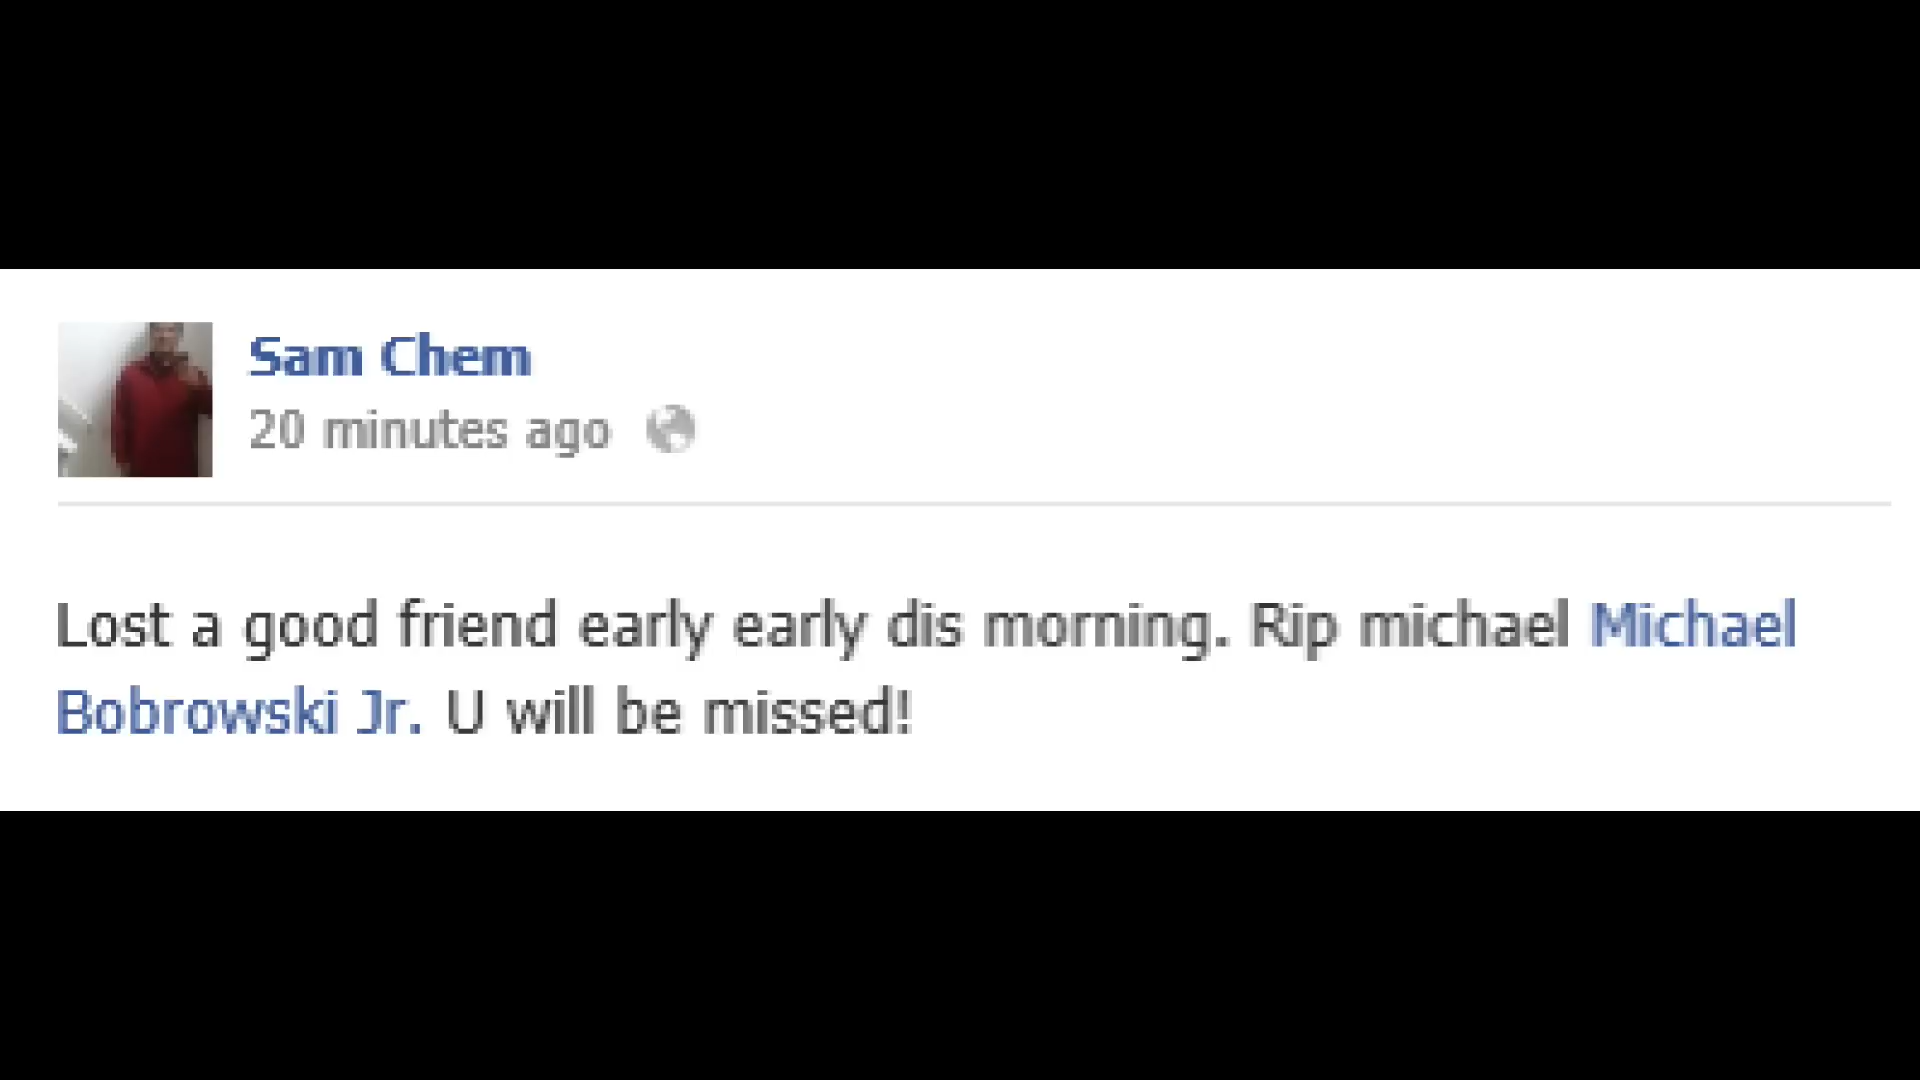 Sam Chem
20 minutes ago
Lost a good friend early early dis morning. Rip michael Michael
Bobrowski Jr. U will be missed!